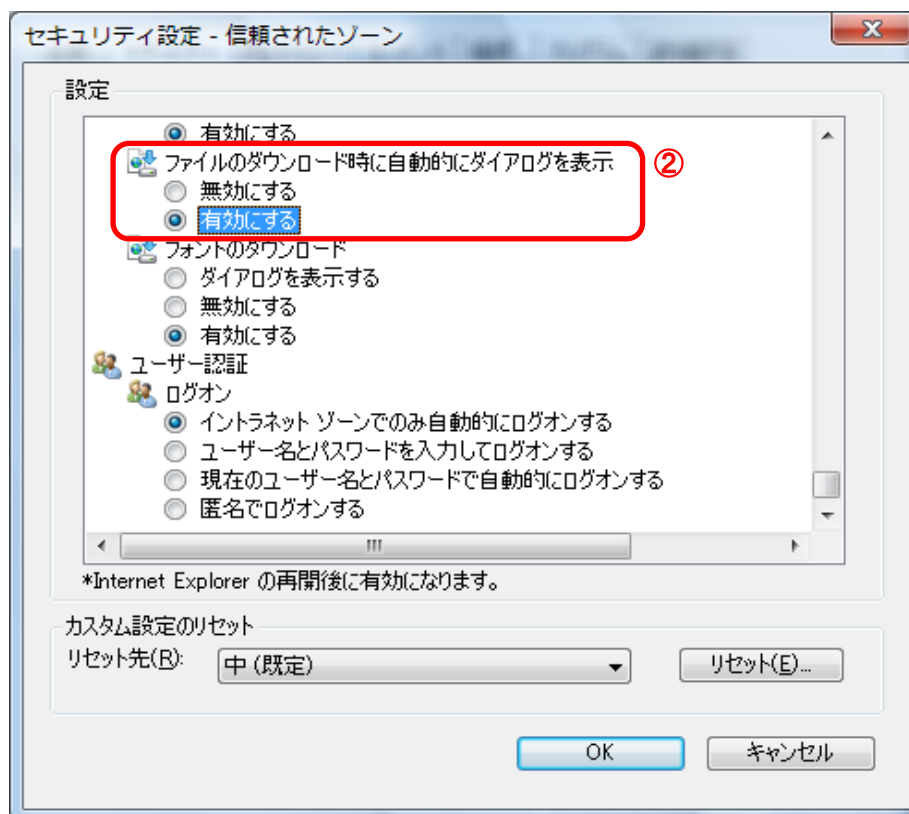 セキュリティ設定 - 信頼されたゾーン
設定
有効にする
ファイルのダウンロード時に自動的にダイアログを表示 ②
無効にする
有効にする
フォントのダウンロード
ダイアログを表示する
無効にする
有効にする
ユーザー認証
ログオン
イントラネット ゾーンでのみ自動的にログオンする
ユーザー名とパスワードを入力してログオンする
現在のユーザー名とパスワードで自動的にログオンする
匿名でログオンする
*Internet Explorer の再開後に有効になります。
カスタム設定のリセット
リセット先(R): 中 (既定) リセット(E)...
OK キャンセル